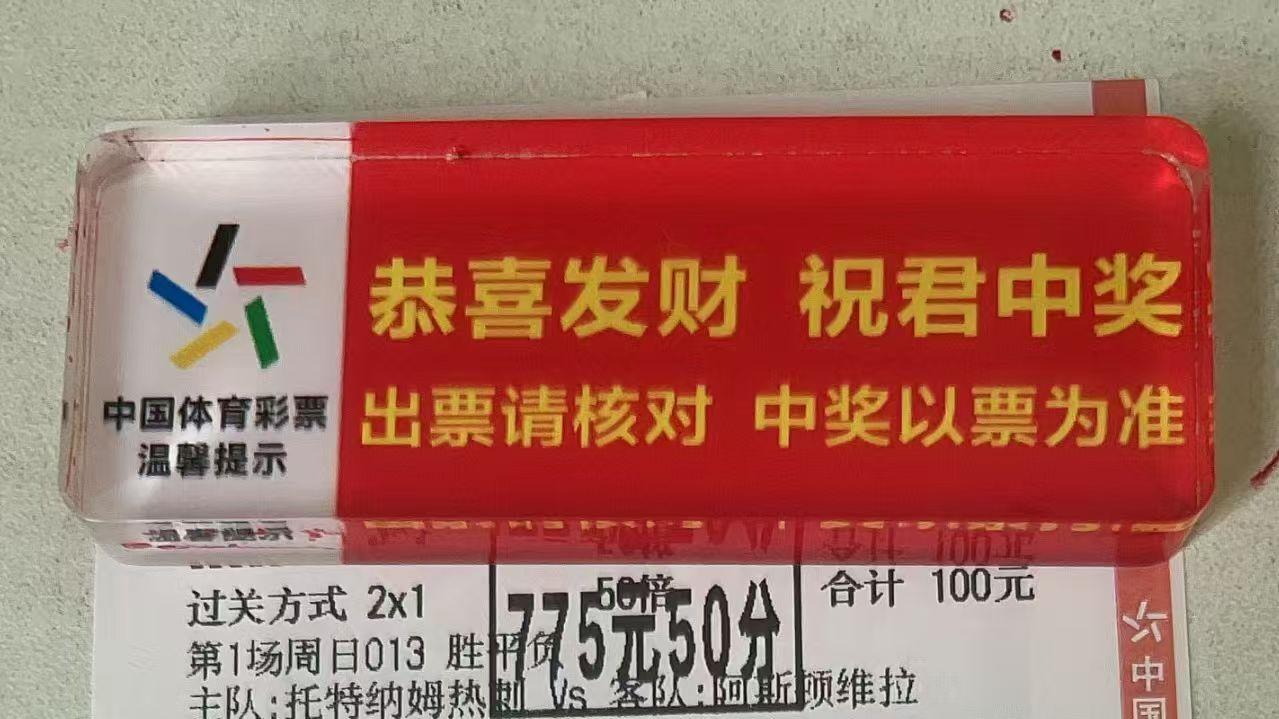 恭喜发财 祝君中奖
出票请核对 中奖以票为准
中国体育彩票
温馨提示
过关方式 2x1
50倍
合计 100元
775元50分
第1场周日013 胜平负
主队:托特纳姆热刺 Vs 客队:阿斯顿维拉
中国